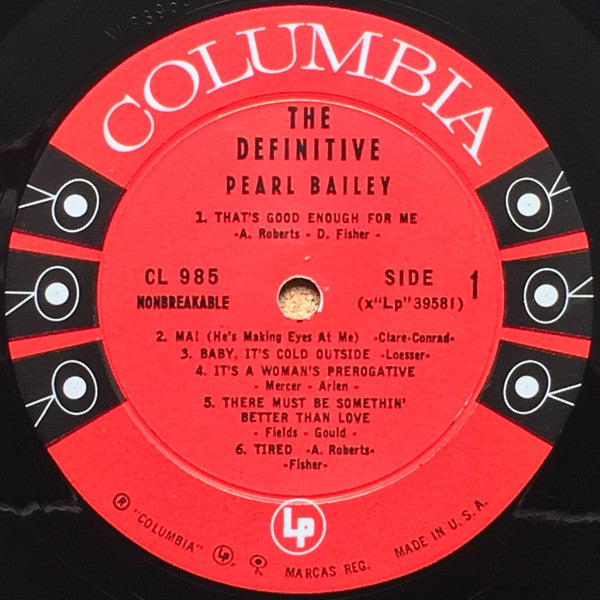 COLUMBIA
THE
DEFINITIVE
PEARL BAILEY
1. THAT'S GOOD ENOUGH FOR ME
-A. Roberts - D. Fisher -
CL 985 SIDE 1
NONBREAKABLE (x"Lp"39581)
2. MA! (He's Making Eyes At Me) -Clare-Conrad-
3. BABY, IT'S COLD OUTSIDE -Loesser-
4. IT'S A WOMAN'S PREROGATIVE
- Mercer - Arlen -
5. THERE MUST BE SOMETHIN'
BETTER THAN LOVE
- Fields - Gould -
6. TIRED -A. Roberts-
-Fisher-
Lp
® "COLUMBIA" Lp MARCAS REG. MADE IN U.S.A.